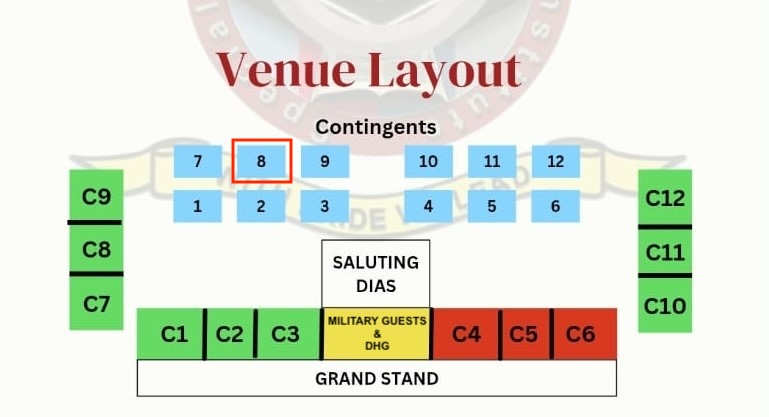 Venue Layout
Contingents
7 8 9 10 11 12
1 2 3 4 5 6
C9
C8
C7
C12
C11
C10
SALUTING
DIAS
C1 C2 C3
MILITARY GUESTS
&
DHG
C4 C5 C6
GRAND STAND